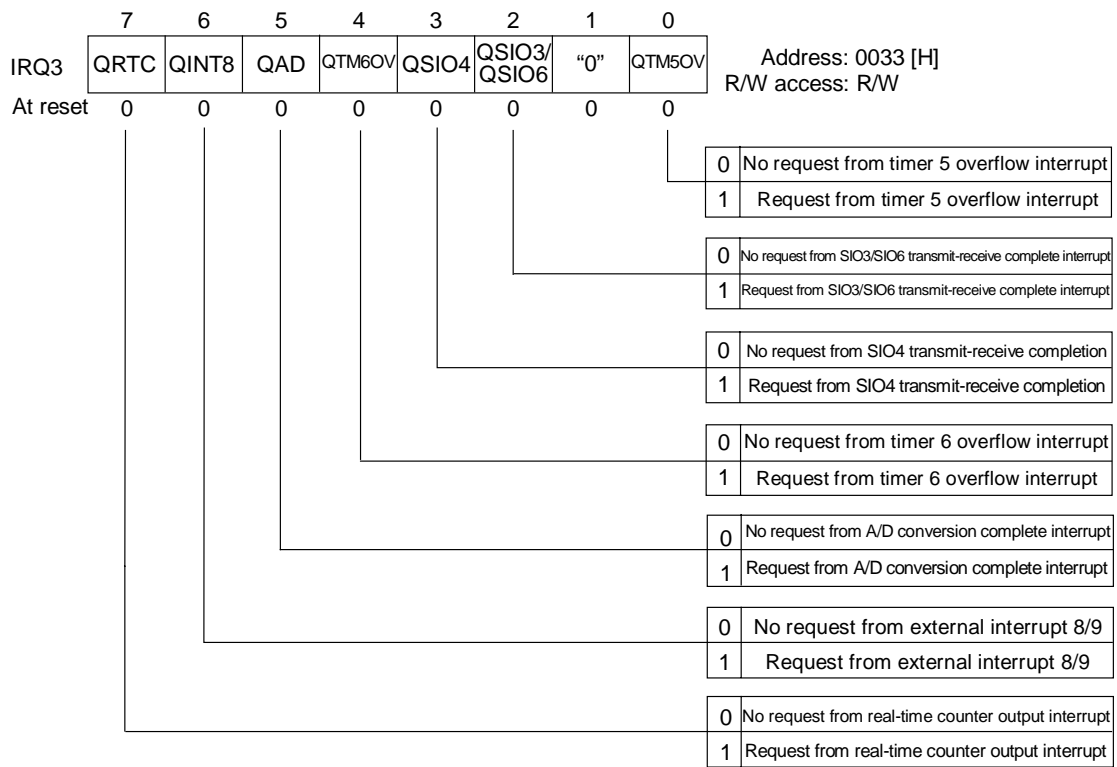 7 6 5 4 3 2 1 0
IRQ3 QRTC QINT8 QAD QTM6OV QSIO4 QSIO3/ QSIO6 “0” QTM5OV
Address: 0033 [H]
R/W access: R/W
At reset 0 0 0 0 0 0 0 0
0 No request from timer 5 overflow interrupt
1 Request from timer 5 overflow interrupt
0 No request from SIO3/SIO6 transmit-receive complete interrupt
1 Request from SIO3/SIO6 transmit-receive complete interrupt
0 No request from SIO4 transmit-receive completion
1 Request from SIO4 transmit-receive completion
0 No request from timer 6 overflow interrupt
1 Request from timer 6 overflow interrupt
0 No request from A/D conversion complete interrupt
1 Request from A/D conversion complete interrupt
0 No request from external interrupt 8/9
1 Request from external interrupt 8/9
0 No request from real-time counter output interrupt
1 Request from real-time counter output interrupt